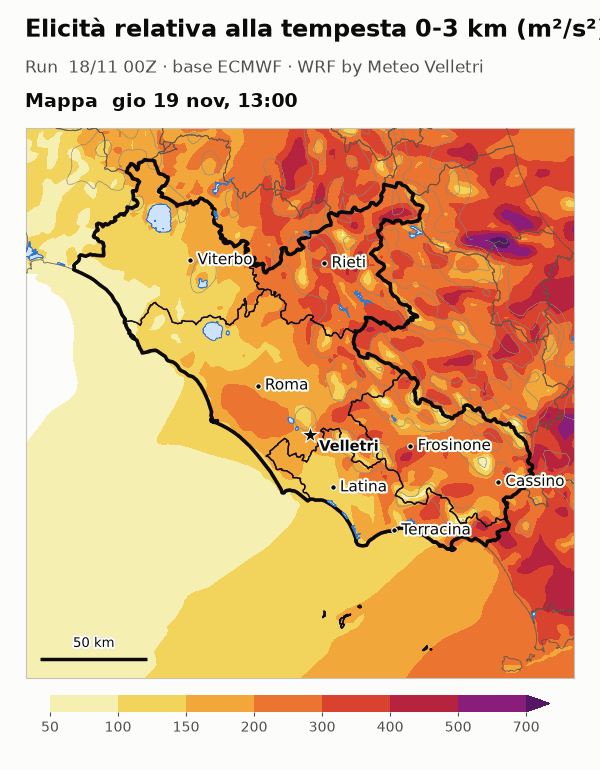 Elicità relativa alla tempesta 0-3 km (m²/s²)
Run  18/11 00Z · base ECMWF · WRF by Meteo Velletri
Mappa  gio 19 nov, 13:00
Viterbo
Rieti
Roma
Velletri
Frosinone
Cassino
Latina
Terracina
50 km
50 100 150 200 300 400 500 700